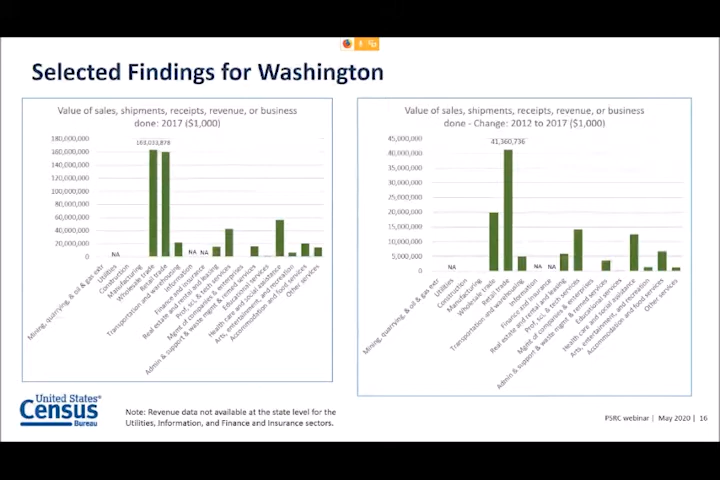 Selected Findings for Washington
Value of sales, shipments, receipts, revenue, or business
done: 2017 ($1,000)
180,000,000
160,000,000
140,000,000
120,000,000
100,000,000
80,000,000
60,000,000
40,000,000
20,000,000
0
163,033,878
NA
NA
NA
Mining, quarrying, & oil & gas extr
Utilities
Construction
Manufacturing
Wholesale trade
Retail trade
Transportation and warehousing
Information
Finance and insurance
Real estate and rental and leasing
Prof, sci, & tech services
Mgmt of companies & enterprises
Admin & support & waste mgmt & remed services
Educational services
Health care and social assistance
Arts, entertainment, and recreation
Accommodation and food services
Other services
Value of sales, shipments, receipts, revenue, or business
done - Change: 2012 to 2017 ($1,000)
45,000,000
40,000,000
35,000,000
30,000,000
25,000,000
20,000,000
15,000,000
10,000,000
5,000,000
0
41,360,736
NA
NA
NA
Mining, quarrying, & oil & gas extr
Utilities
Construction
Manufacturing
Wholesale trade
Retail trade
Transportation and warehousing
Information
Finance and insurance
Real estate and rental and leasing
Prof, sci, & tech services
Mgmt of companies & enterprises
Admin & support & waste mgmt & remed services
Educational services
Health care and social assistance
Arts, entertainment, and recreation
Accommodation and food services
Other services
United States®
Census
Bureau
Note: Revenue data not available at the state level for the
Utilities, Information, and Finance and Insurance sectors.
PSRC webinar | May 2020 | 16